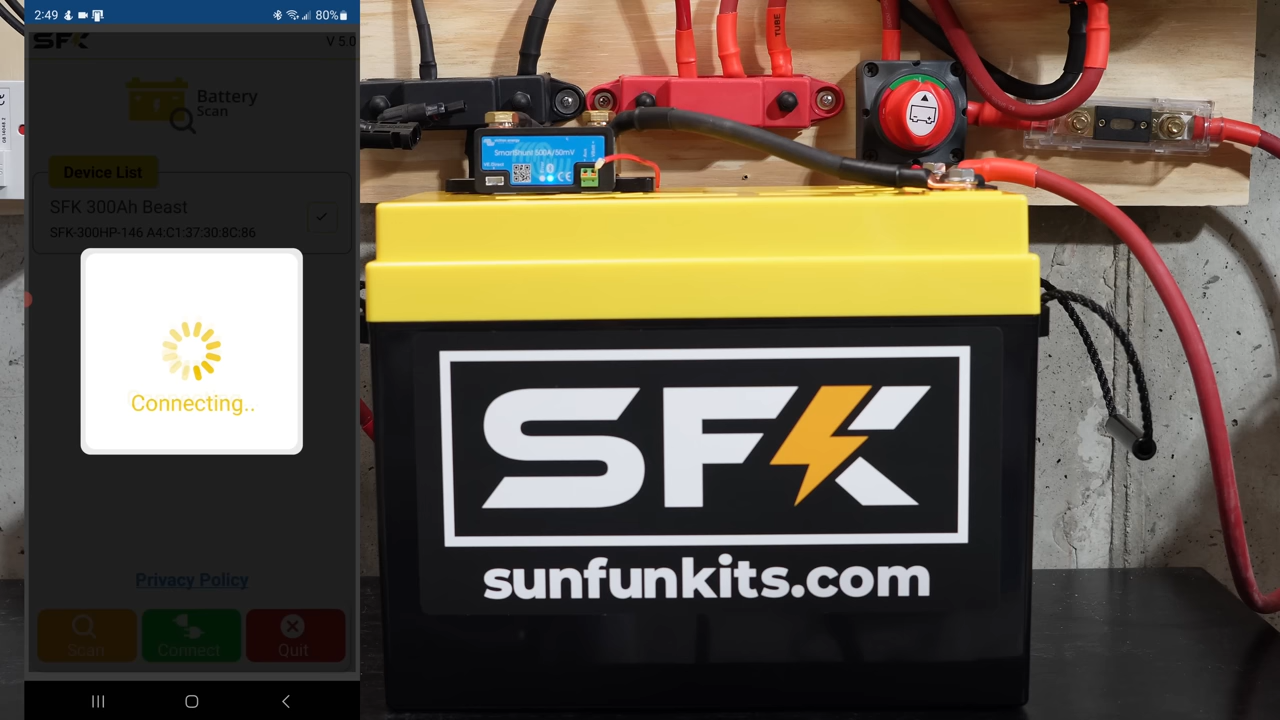 2:49
80%
SFK
V 5.0
Battery
Scan
Device List
SFK 300Ah Beast
SFK-300HP-146 A4:C1:37:30:8C:86
Connecting..
Privacy Policy
Scan
Connect
Quit
TUBE
SmartShunt 500A/50mV
SFK
sunfunkits.com